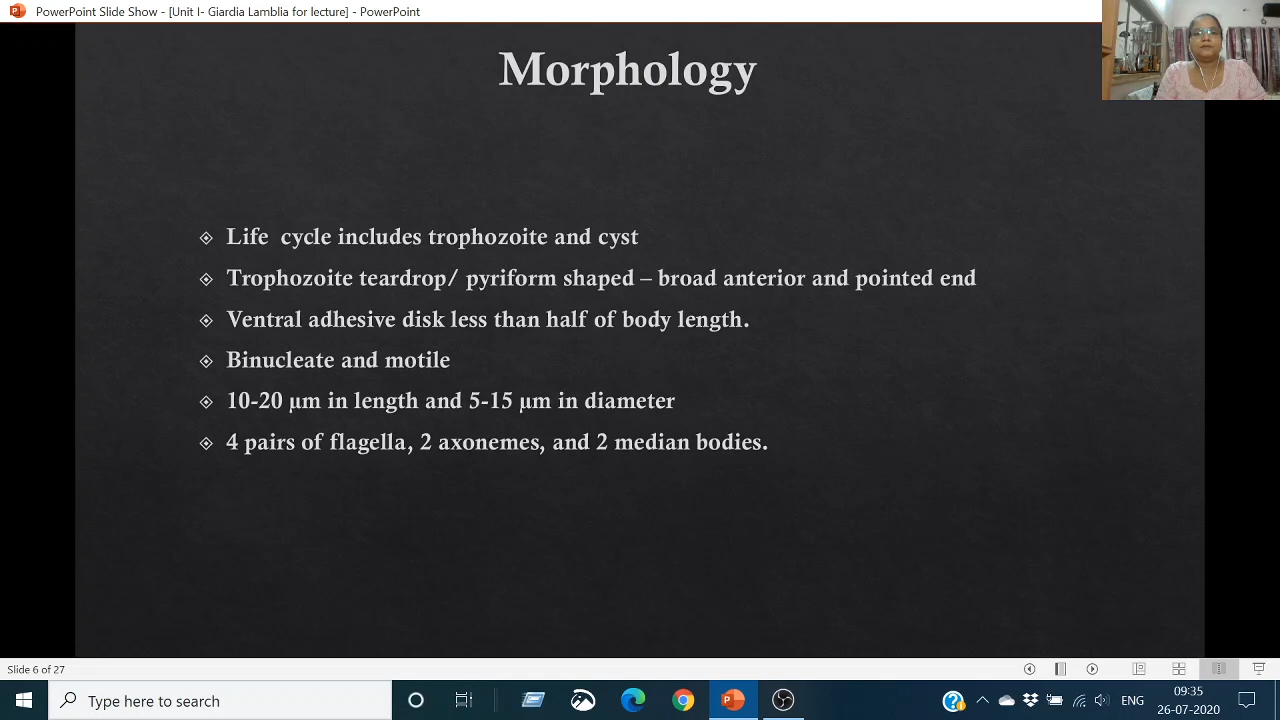 PowerPoint Slide Show - [Unit I- Giardia Lamblia for lecture] - PowerPoint
Morphology
Life  cycle includes trophozoite and cyst
Trophozoite teardrop/ pyriform shaped – broad anterior and pointed end
Ventral adhesive disk less than half of body length.
Binucleate and motile
10-20 µm in length and 5-15 µm in diameter
4 pairs of flagella, 2 axonemes, and 2 median bodies.
Slide 6 of 27
Type here to search
ENG
09:35
26-07-2020